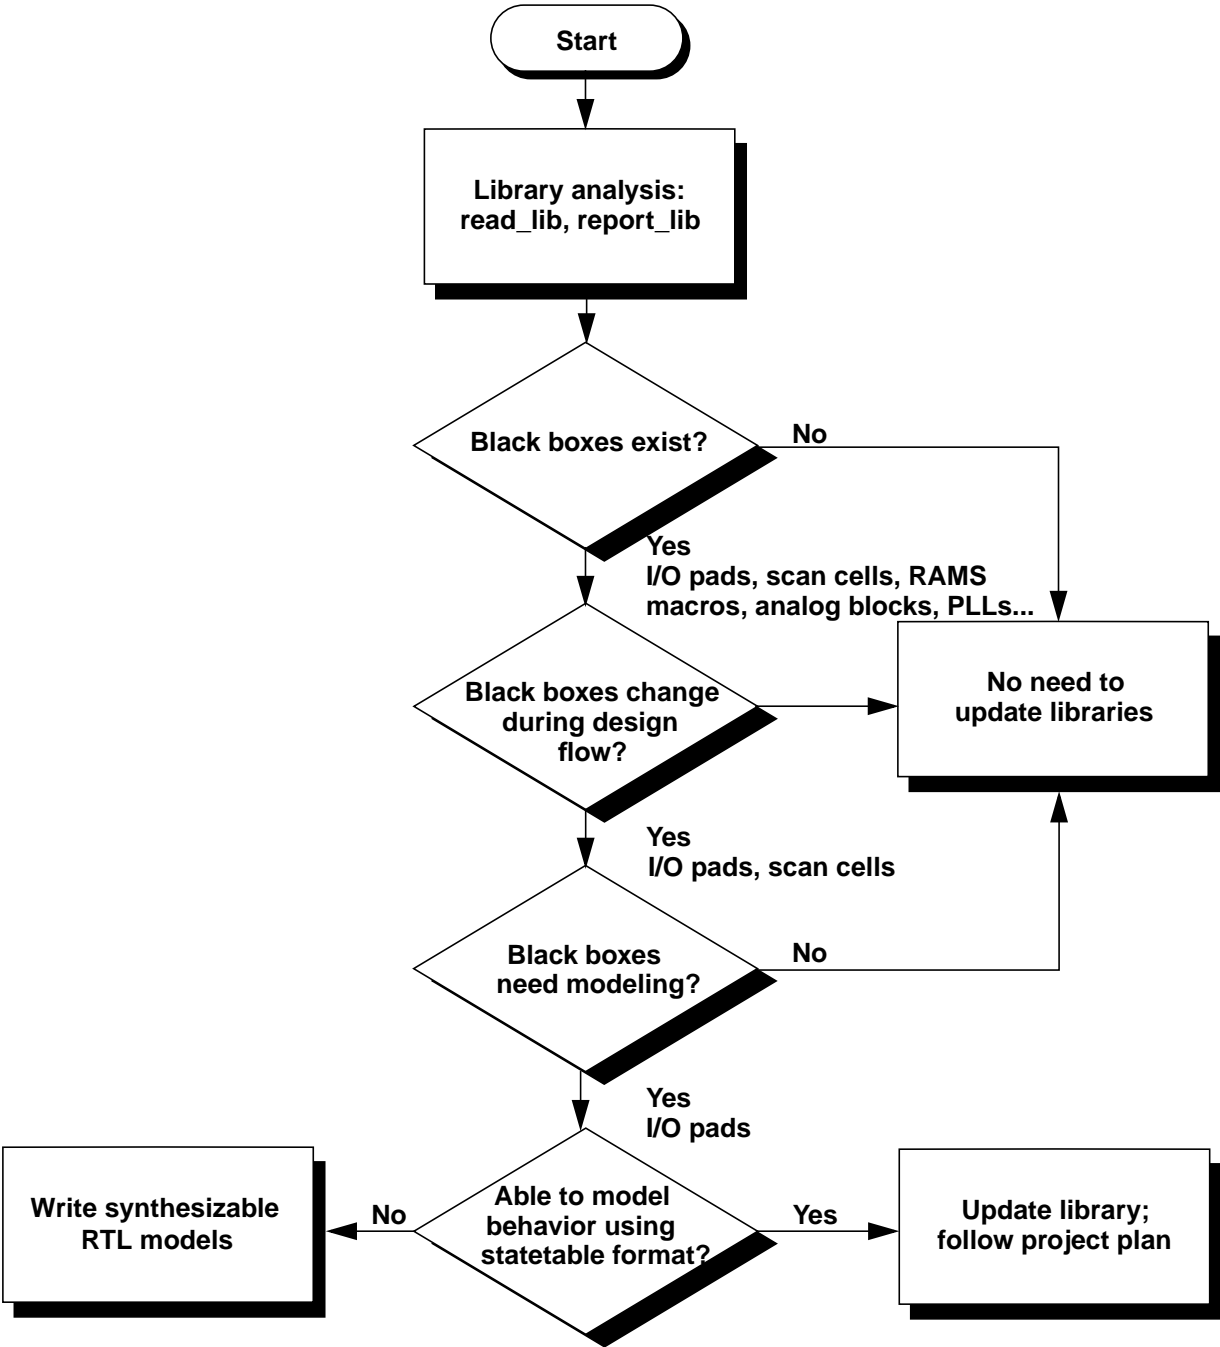 Start
Library analysis:
read_lib, report_lib
Black boxes exist?
No
Yes
I/O pads, scan cells, RAMS
macros, analog blocks, PLLs...
Black boxes change
during design
flow?
No need to
update libraries
Yes
I/O pads, scan cells
Black boxes
need modeling?
No
Yes
I/O pads
Able to model
behavior using
statetable format?
No
Write synthesizable
RTL models
Yes
Update library;
follow project plan